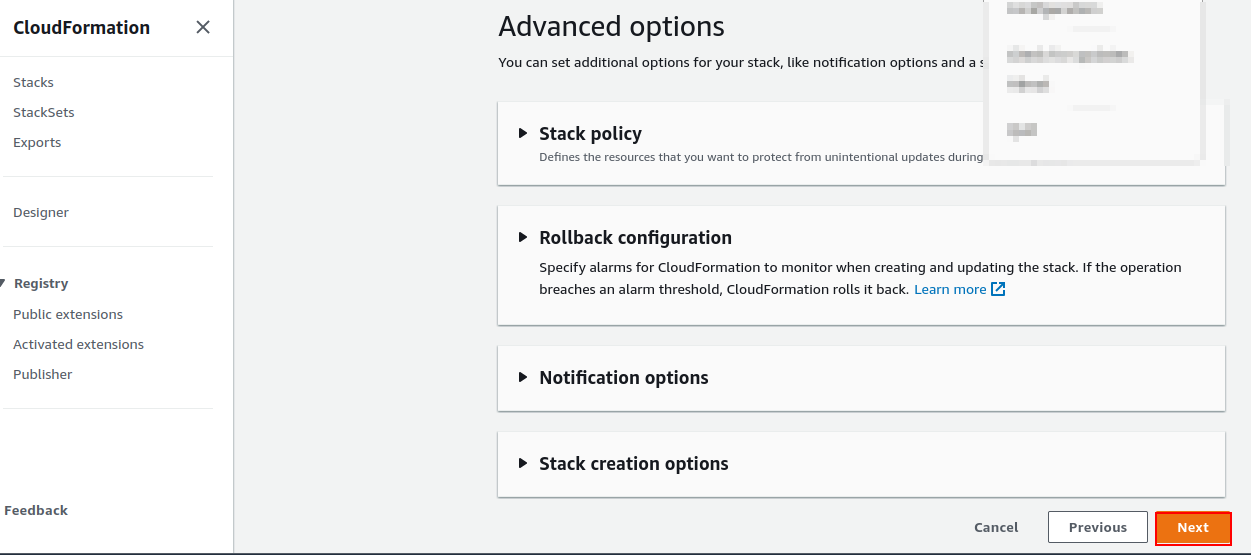 CloudFormation
Stacks
StackSets
Exports
Designer
Registry
Public extensions
Activated extensions
Publisher
Feedback
Advanced options
You can set additional options for your stack, like notification options and a
Stack policy
Defines the resources that you want to protect from unintentional updates during
Rollback configuration
Specify alarms for CloudFormation to monitor when creating and updating the stack. If the operation
breaches an alarm threshold, CloudFormation rolls it back. Learn more
Notification options
Stack creation options
Cancel
Previous
Next